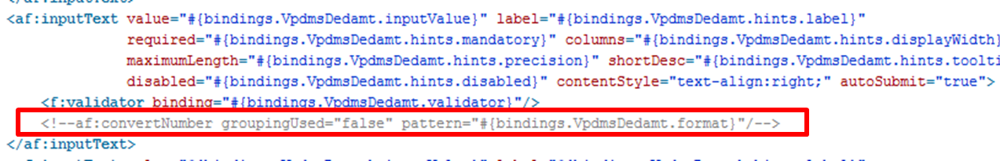 <af:inputText value="#{bindings.VpdmsDedamt.inputValue}" label="#{bindings.VpdmsDedamt.hints.label}"
required="#{bindings.VpdmsDedamt.hints.mandatory}" columns="#{bindings.VpdmsDedamt.hints.displayWidth}
maximumLength="#{bindings.VpdmsDedamt.hints.precision}" shortDesc="#{bindings.VpdmsDedamt.hints.toolti
disabled="#{bindings.VpdmsDedamt.hints.disabled}" contentStyle="text-align:right;" autoSubmit="true">
<f:validator binding="#{bindings.VpdmsDedamt.validator}"/>
<!--af:convertNumber groupingUsed="false" pattern="#{bindings.VpdmsDedamt.format}"/-->
</af:inputText>